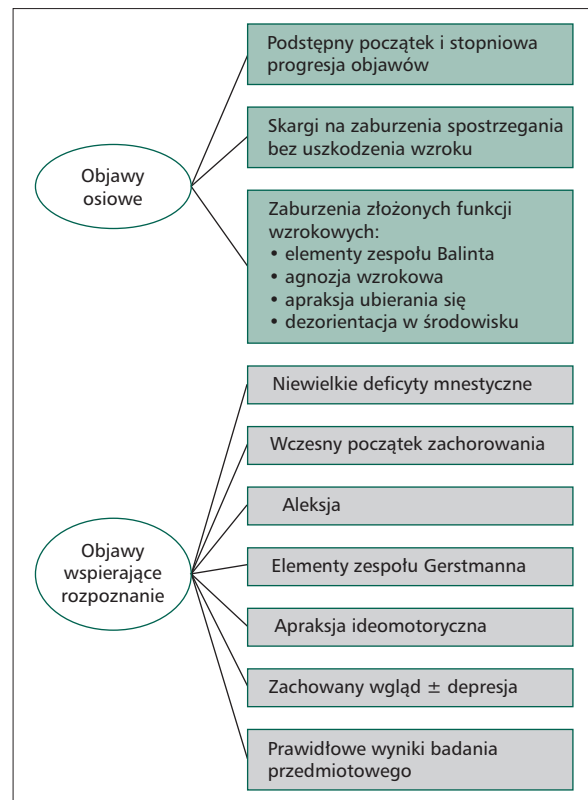 Podstępny początek i stopniowa
progresja objawów
Skargi na zaburzenia spostrzegania
bez uszkodzenia wzroku
Objawy
osiowe
Zaburzenia złożonych funkcji
wzrokowych:
• elementy zespołu Balinta
• agnozja wzrokowa
• apraksja ubierania się
• dezorientacja w środowisku
Niewielkie deficyty mnestyczne
Wczesny początek zachorowania
Aleksja
Objawy
wspierające
rozpoznanie
Elementy zespołu Gerstmanna
Apraksja ideomotoryczna
Zachowany wgląd ± depresja
Prawidłowe wyniki badania
przedmiotowego